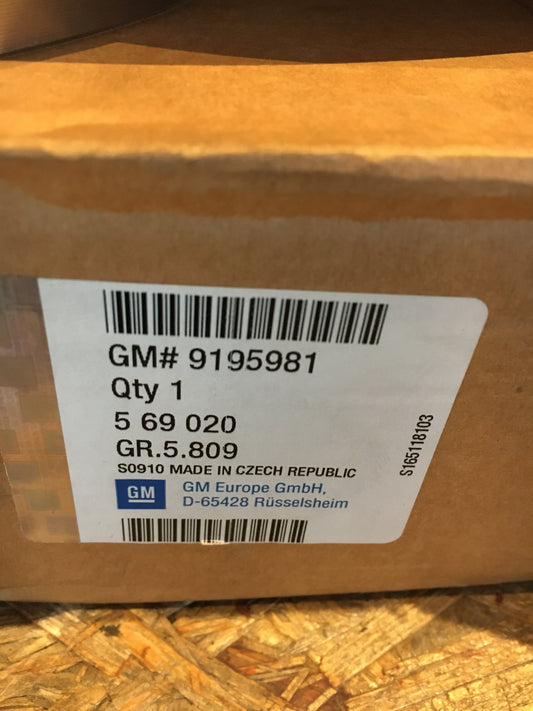 GM# 9195981
Qty 1
5 69 020
GR.5.809
S0910 MADE IN CZECH REPUBLIC
GM
GM Europe GmbH,
D-65428 Rüsselsheim
S165118103